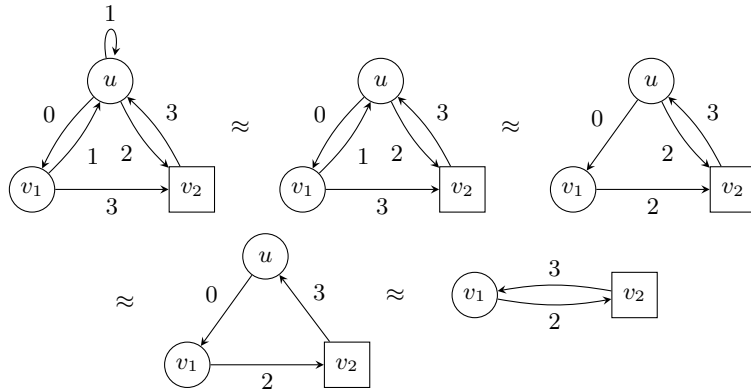 1
u u u
0 3 0 3 0 3
≈ ≈
1 2 1 2 2
v₁ v₂ v₁ v₂ v₁ v₂
3 3 2
u
0 3 3
≈ ≈
v₁ v₂
2
v₁ v₂
2